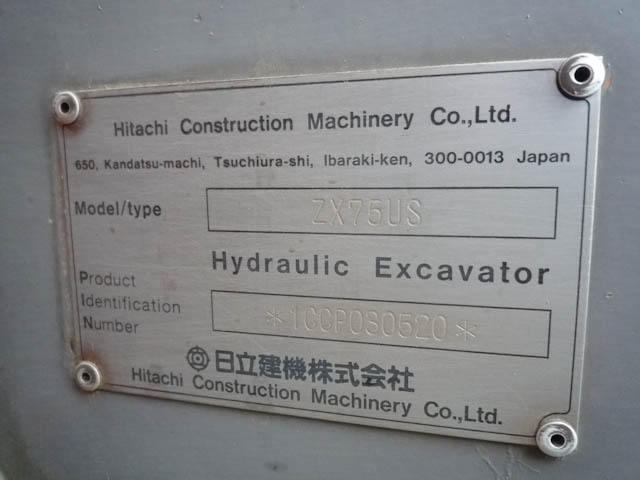 Hitachi Construction Machinery Co.,Ltd.
650, Kandatsu-machi, Tsuchiura-shi, Ibaraki-ken, 300-0013 Japan
Model/type ZX75US
Hydraulic Excavator
Product
Identification
Number
*1CCP030520*
日立建機株式会社
Hitachi Construction Machinery Co.,Ltd.